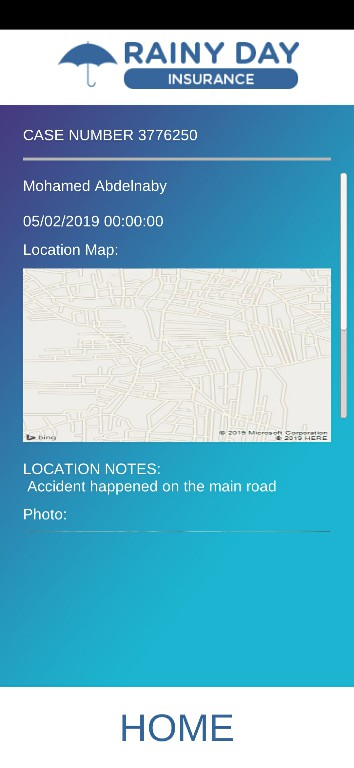 RAINY DAY
INSURANCE
CASE NUMBER 3776250
Mohamed Abdelnaby
05/02/2019 00:00:00
Location Map:
bing
© 2019 Microsoft Corporation
© 2019 HERE
LOCATION NOTES:
Accident happened on the main road
Photo:
HOME